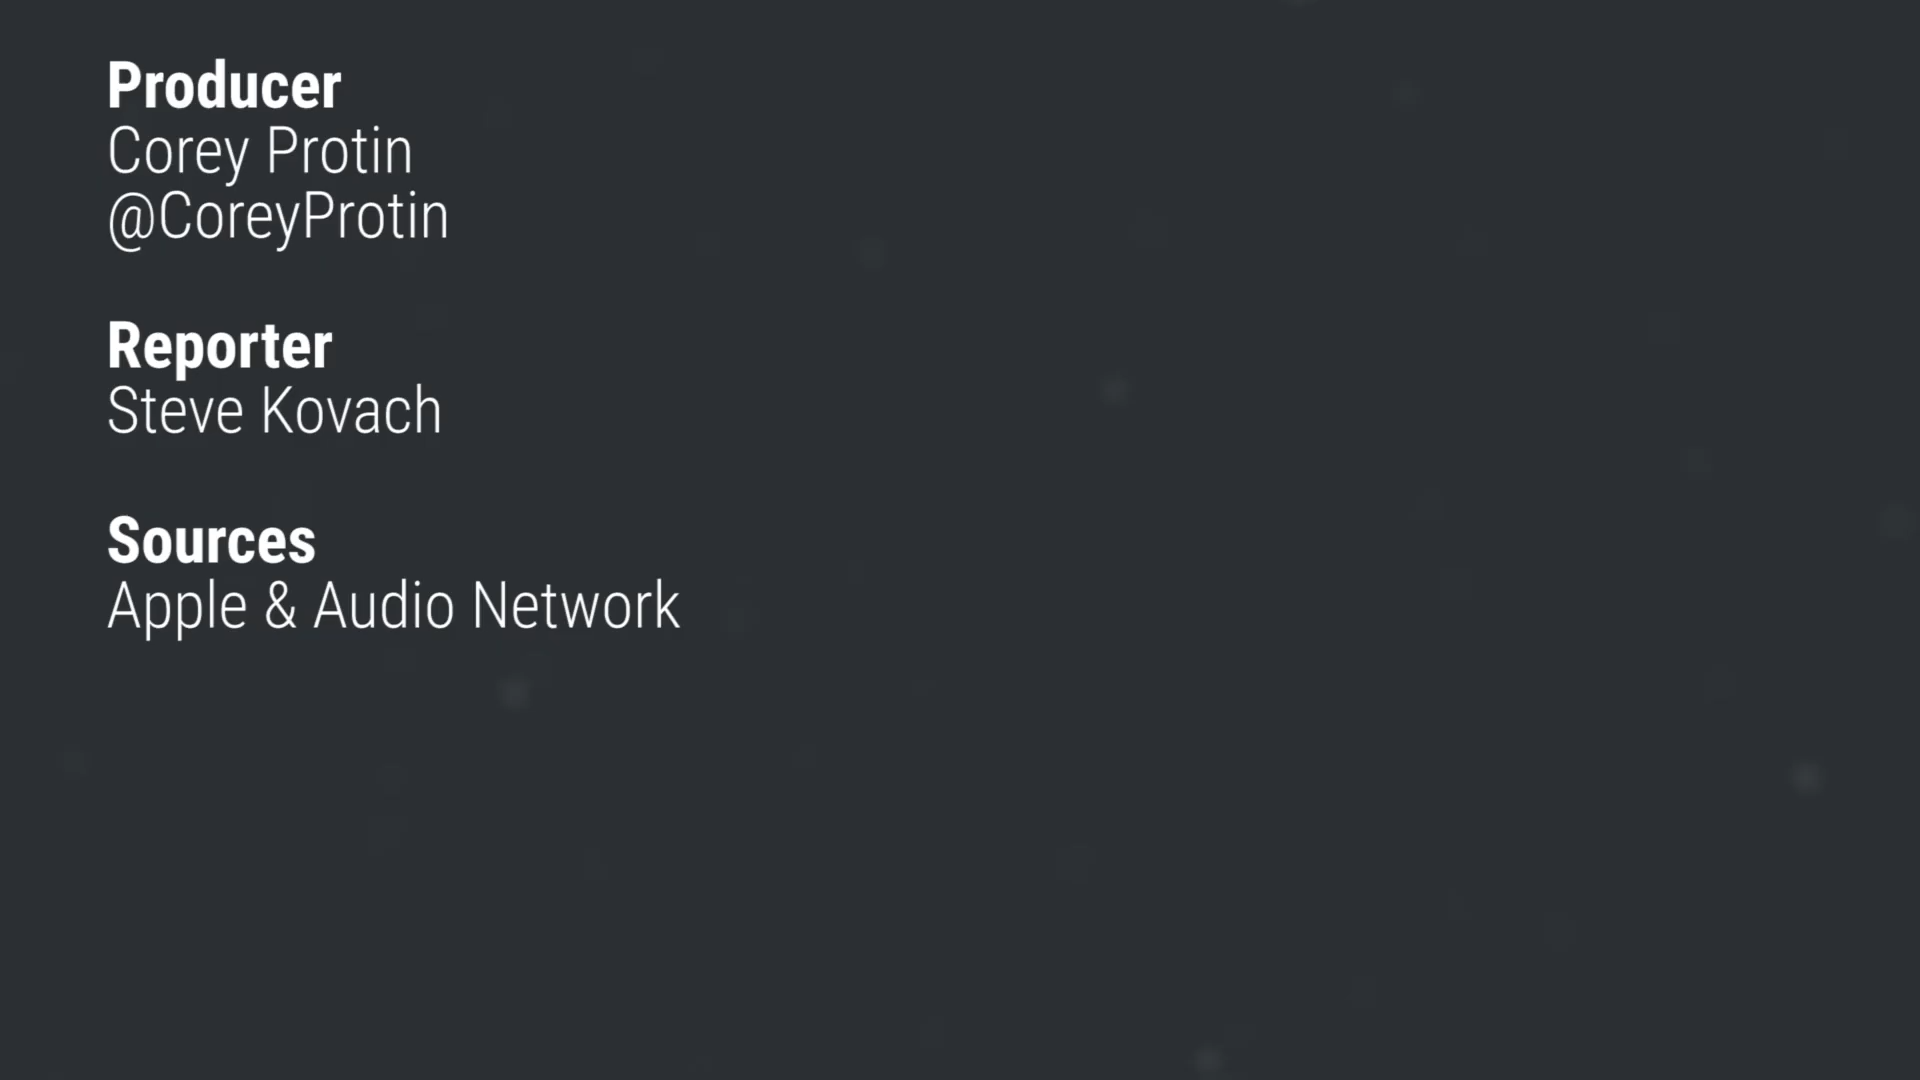 Producer
Corey Protin
@CoreyProtin
Reporter
Steve Kovach
Sources
Apple & Audio Network